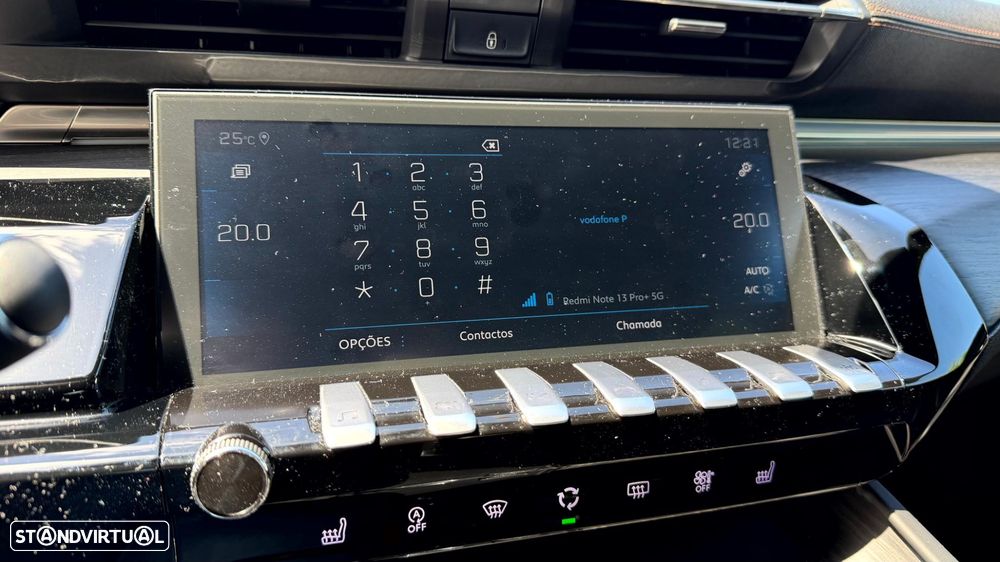 25°C 12:21
1 2 3
abc def
20.0 4 5 6 vodafone P 20.0
ghi jkl mno
7 8 9
pqrs tuv wxyz
AUTO
* 0 # A/C
Redmi Note 13 Pro+ 5G
OPÇÕES Contactos Chamada
A OFF OFF
STANDVIRTUAL